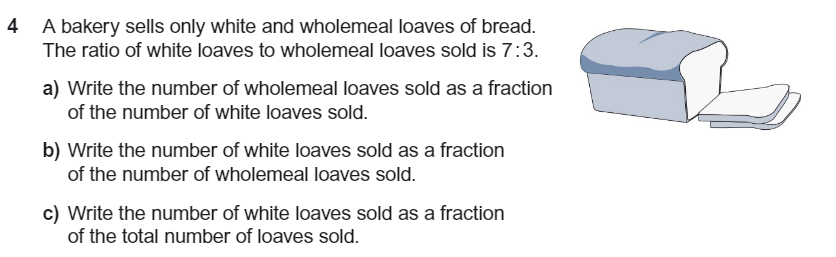 4 A bakery sells only white and wholemeal loaves of bread.
The ratio of white loaves to wholemeal loaves sold is 7:3.
a) Write the number of wholemeal loaves sold as a fraction
of the number of white loaves sold.
b) Write the number of white loaves sold as a fraction
of the number of wholemeal loaves sold.
c) Write the number of white loaves sold as a fraction
of the total number of loaves sold.